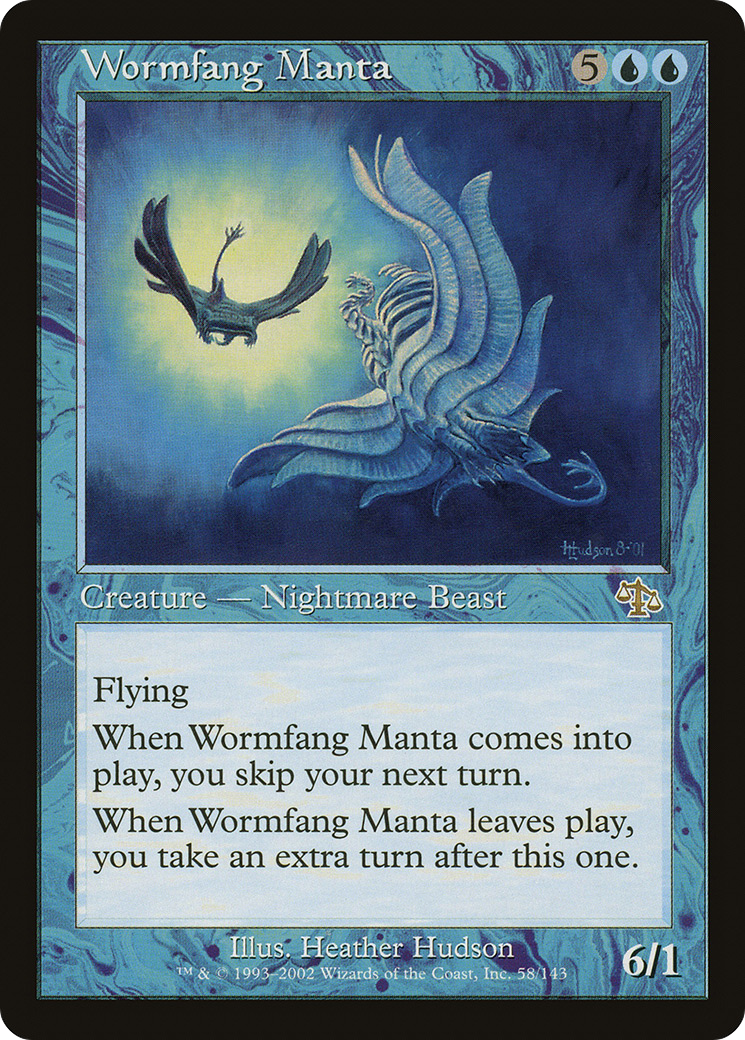 Wormfang Manta 5
HHudson 8-'01
Creature — Nightmare Beast
Flying
When Wormfang Manta comes into
play, you skip your next turn.
When Wormfang Manta leaves play,
you take an extra turn after this one.
Illus. Heather Hudson
™ & © 1993–2002 Wizards of the Coast, Inc. 58/143
6/1